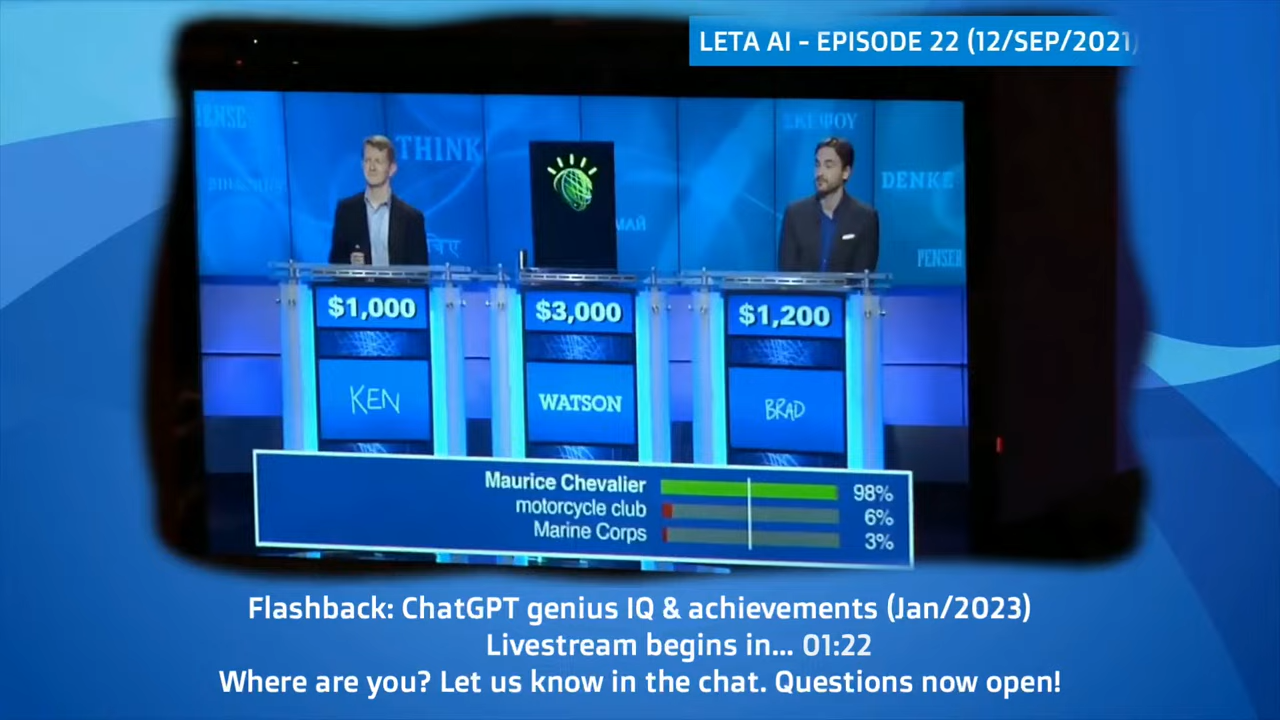 LETA AI - EPISODE 22 (12/SEP/2021)
THINK
ΣΚΕΨΟΥ
DENKE
PENSER
$1,000
$3,000
$1,200
KEN
WATSON
BRAD
Maurice Chevalier 98%
motorcycle club 6%
Marine Corps 3%
Flashback: ChatGPT genius IQ & achievements (Jan/2023)
Livestream begins in... 01:22
Where are you? Let us know in the chat. Questions now open!